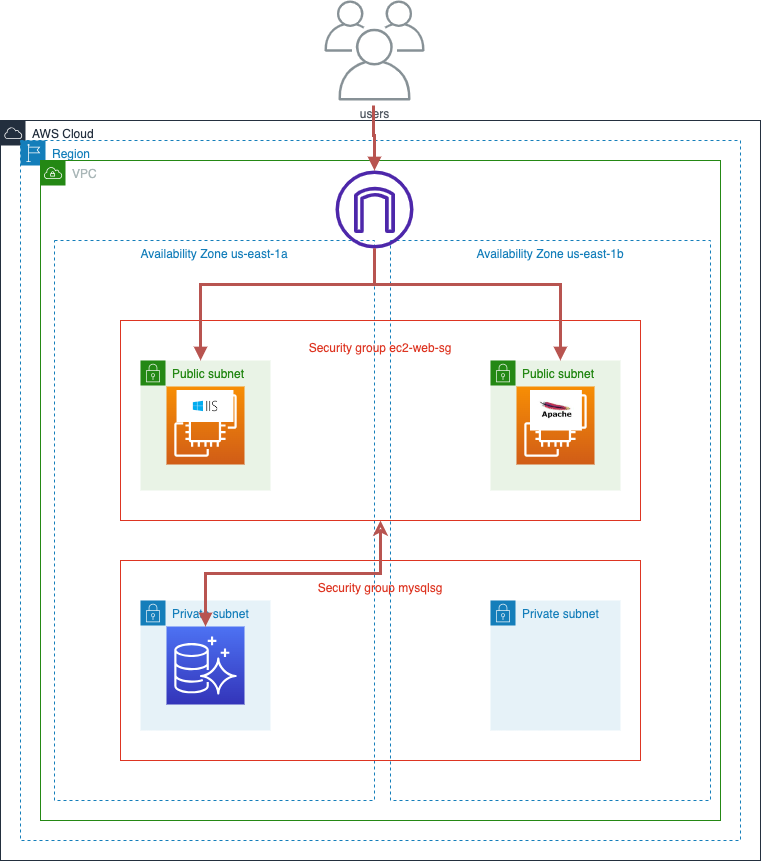 users
AWS Cloud
Region
VPC
Availability Zone us-east-1a
Availability Zone us-east-1b
Security group ec2-web-sg
Public subnet
Public subnet
IIS
Apache
Security group mysqlsg
Private subnet
Private subnet